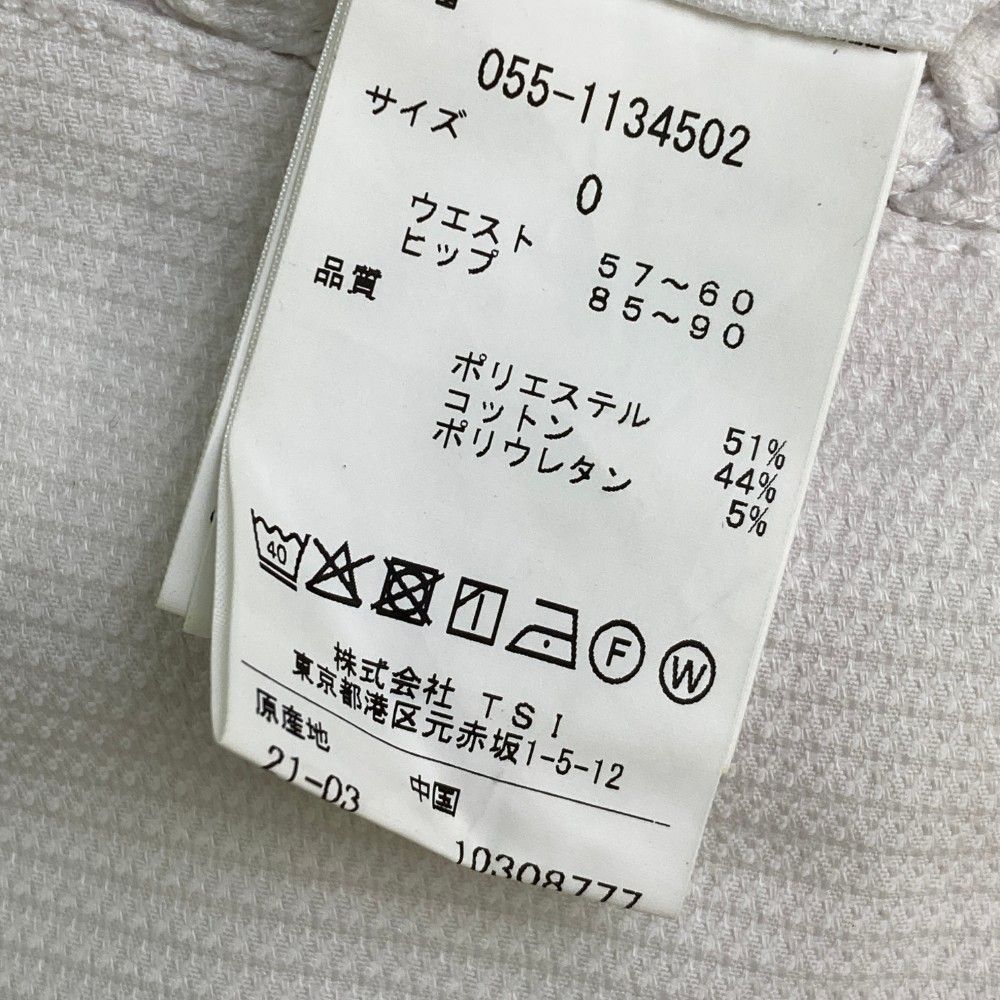 055-1134502
サイズ
0
ウエスト 57～60
ヒップ 85～90
品質
ポリエステル 51%
コットン 44%
ポリウレタン 5%
40
F
W
株式会社 TSI
東京都港区元赤坂1-5-12
原産地
中国
21-03
10308777